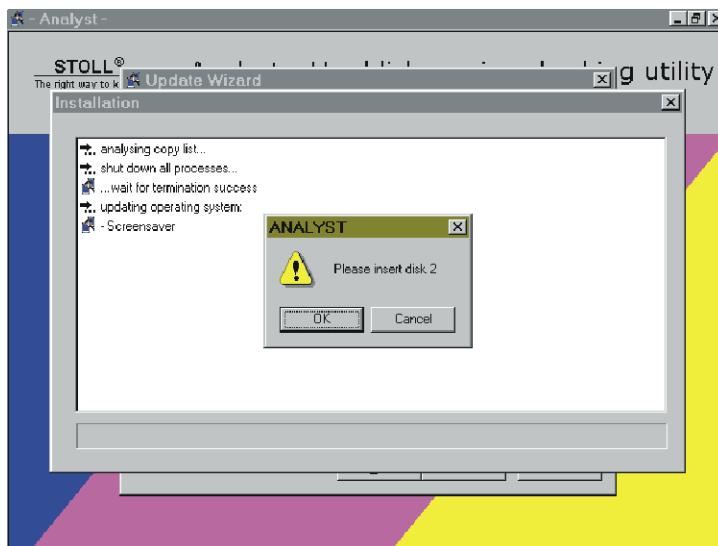 - Analyst -
STOLL®
The right way to k
g utility
Update Wizard
Installation
analysing copy list...
shut down all processes...
...wait for termination success
updating operating system:
- Screensaver
ANALYST
Please insert disk 2
OK
Cancel